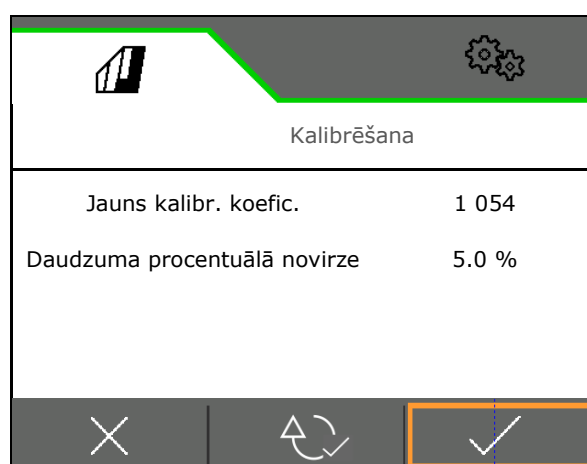 Kalibrēšana
Jauns kalibr. koefic. 1 054
Daudzuma procentuālā novirze 5.0 %